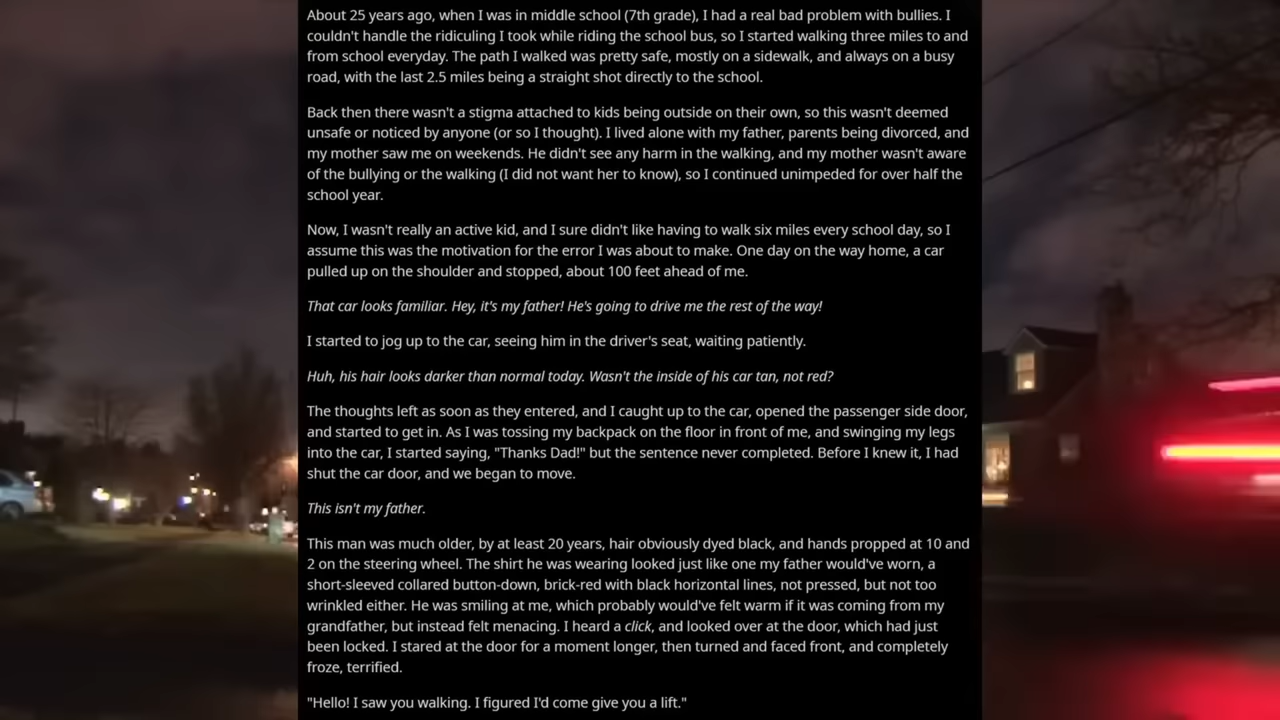 About 25 years ago, when I was in middle school (7th grade), I had a real bad problem with bullies. I
couldn't handle the ridiculing I took while riding the school bus, so I started walking three miles to and
from school everyday. The path I walked was pretty safe, mostly on a sidewalk, and always on a busy
road, with the last 2.5 miles being a straight shot directly to the school.
Back then there wasn't a stigma attached to kids being outside on their own, so this wasn't deemed
unsafe or noticed by anyone (or so I thought). I lived alone with my father, parents being divorced, and
my mother saw me on weekends. He didn't see any harm in the walking, and my mother wasn't aware
of the bullying or the walking (I did not want her to know), so I continued unimpeded for over half the
school year.
Now, I wasn't really an active kid, and I sure didn't like having to walk six miles every school day, so I
assume this was the motivation for the error I was about to make. One day on the way home, a car
pulled up on the shoulder and stopped, about 100 feet ahead of me.
That car looks familiar. Hey, it's my father! He's going to drive me the rest of the way!
I started to jog up to the car, seeing him in the driver's seat, waiting patiently.
Huh, his hair looks darker than normal today. Wasn't the inside of his car tan, not red?
The thoughts left as soon as they entered, and I caught up to the car, opened the passenger side door,
and started to get in. As I was tossing my backpack on the floor in front of me, and swinging my legs
into the car, I started saying, "Thanks Dad!" but the sentence never completed. Before I knew it, I had
shut the car door, and we began to move.
This isn't my father.
This man was much older, by at least 20 years, hair obviously dyed black, and hands propped at 10 and
2 on the steering wheel. The shirt he was wearing looked just like one my father would've worn, a
short-sleeved collared button-down, brick-red with black horizontal lines, not pressed, but not too
wrinkled either. He was smiling at me, which probably would've felt warm if it was coming from my
grandfather, but instead felt menacing. I heard a click, and looked over at the door, which had just
been locked. I stared at the door for a moment longer, then turned and faced front, and completely
froze, terrified.
"Hello! I saw you walking. I figured I'd come give you a lift."